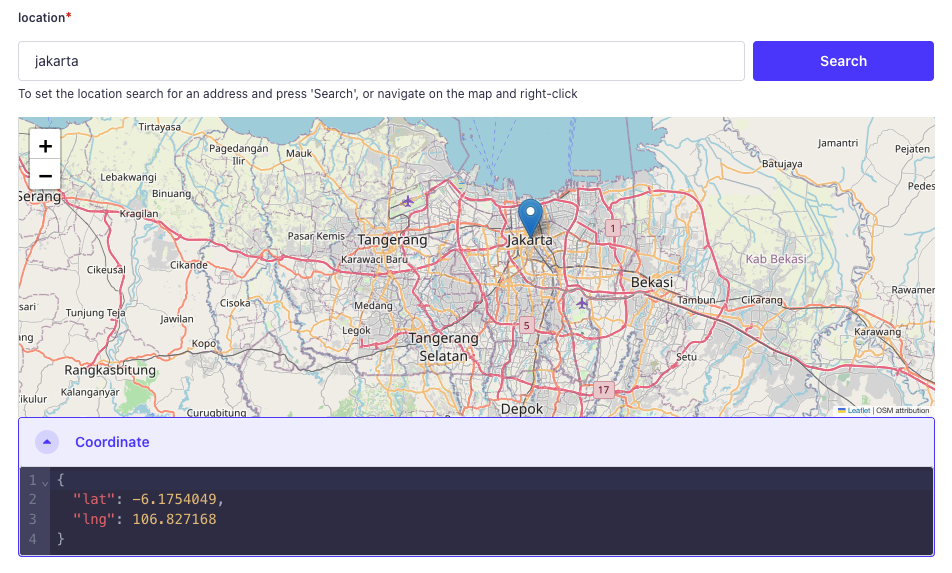 location*
jakarta
Search
To set the location search for an address and press 'Search', or navigate on the map and right-click
+
−
Tirtayasa
Pagedangan
Ilir
Mauk
Jamantri
Pejaten
Batujaya
Lebakwangi
Binuang
Pedes
Serang
Kragilan
1
Pasar Kemis
Tangerang
Jakarta
Karawaci Baru
Kab Bekasi
Cikeusal
Cikande
Bekasi
Rawamer
sari
Cisoka
Medang
Tambun
Cikarang
Tunjung Teja
Jawilan
5
Legok
Karawang
ng
Kopo
Tangerang
Selatan
Setu
Rangkasbitung
Kalanganyar
17
ikulur
Curugbitung
Depok
Leaflet | OSM attribution
Coordinate
1 {
2 "lat": −6.1754049,
3 "lng": 106.827168
4 }